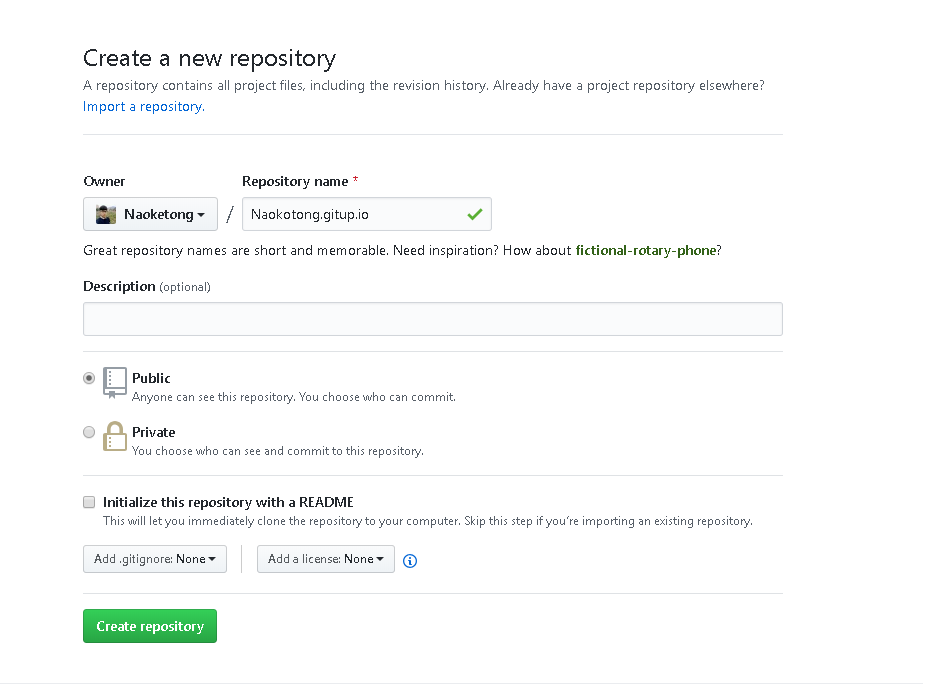 Create a new repository
A repository contains all project files, including the revision history. Already have a project repository elsewhere?
Import a repository.
Owner Repository name *
Naoketong / Naokotong.gitup.io
Great repository names are short and memorable. Need inspiration? How about fictional-rotary-phone?
Description (optional)
Public
Anyone can see this repository. You choose who can commit.
Private
You choose who can see and commit to this repository.
Initialize this repository with a README
This will let you immediately clone the repository to your computer. Skip this step if you’re importing an existing repository.
Add .gitignore: None Add a license: None
Create repository